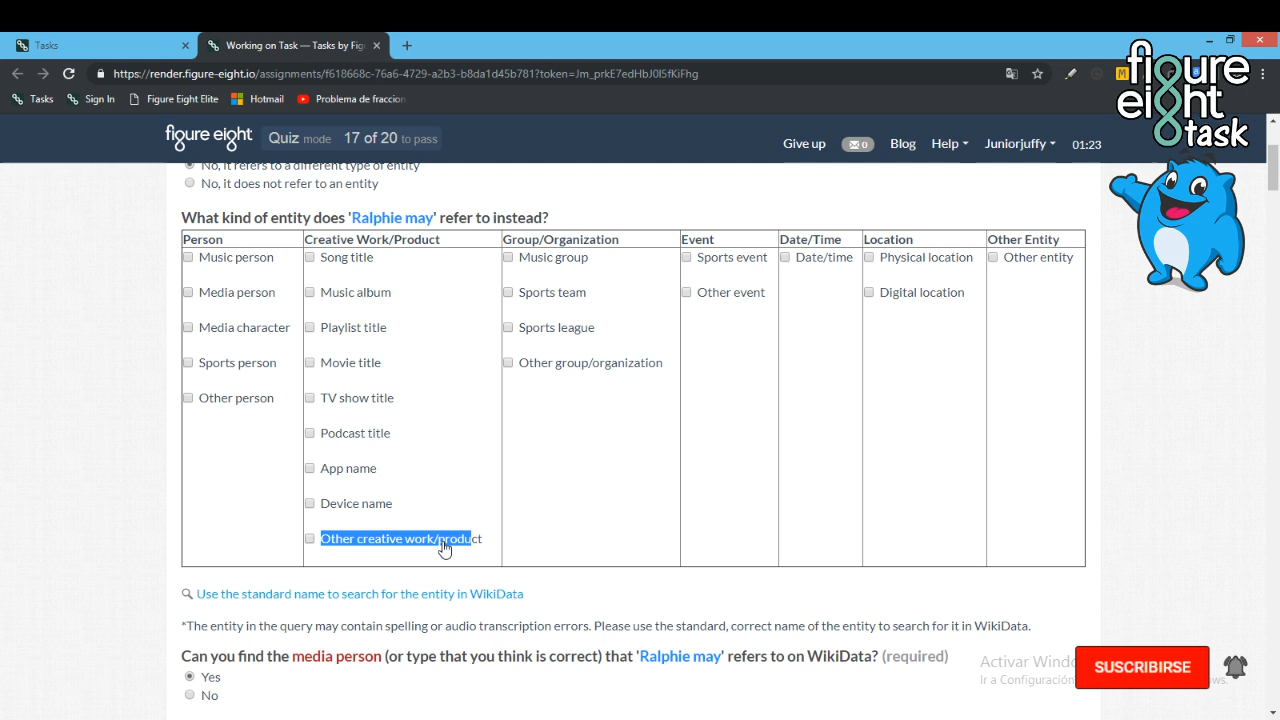 Tasks
Working on Task — Tasks by Fig
https://render.figure-eight.io/assignments/f618668c-76a6-4729-a2b3-b8da1d45b781?token=Jm_prkE7edHbJ0I5fKiFhg
Tasks Sign In Figure Eight Elite Hotmail Problema de fraccion
figure eight task
figure eight Quiz mode 17 of 20 to pass Give up 0 Blog Help Juniorjuffy 01:23
No, it refers to a different type of entity
No, it does not refer to an entity
What kind of entity does 'Ralphie may' refer to instead?
Person Creative Work/Product Group/Organization Event Date/Time Location Other Entity
Music person Song title Music group Sports event Date/time Physical location Other entity
Media person Music album Sports team Other event Digital location
Media character Playlist title Sports league
Sports person Movie title Other group/organization
Other person TV show title
Podcast title
App name
Device name
Other creative work/product
Use the standard name to search for the entity in WikiData
*The entity in the query may contain spelling or audio transcription errors. Please use the standard, correct name of the entity to search for it in WikiData.
Can you find the media person (or type that you think is correct) that 'Ralphie may' refers to on WikiData? (required)
Yes
No
Activar Windo
Ir a Configuración
SUSCRIBIRSE